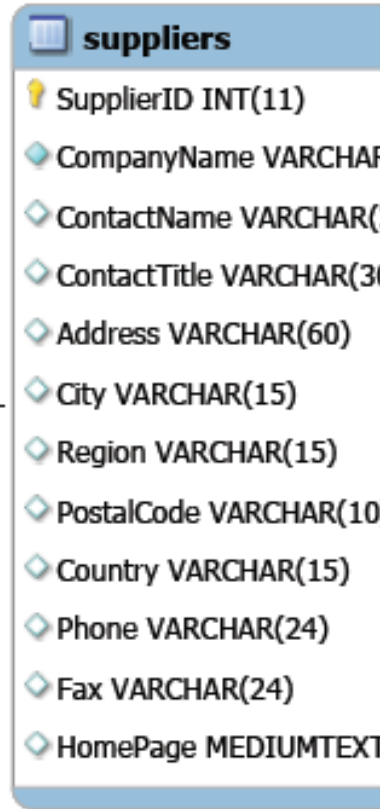 suppliers
SupplierID INT(11)
CompanyName VARCHAR
ContactName VARCHAR(
ContactTitle VARCHAR(30
Address VARCHAR(60)
City VARCHAR(15)
Region VARCHAR(15)
PostalCode VARCHAR(10
Country VARCHAR(15)
Phone VARCHAR(24)
Fax VARCHAR(24)
HomePage MEDIUMTEXT